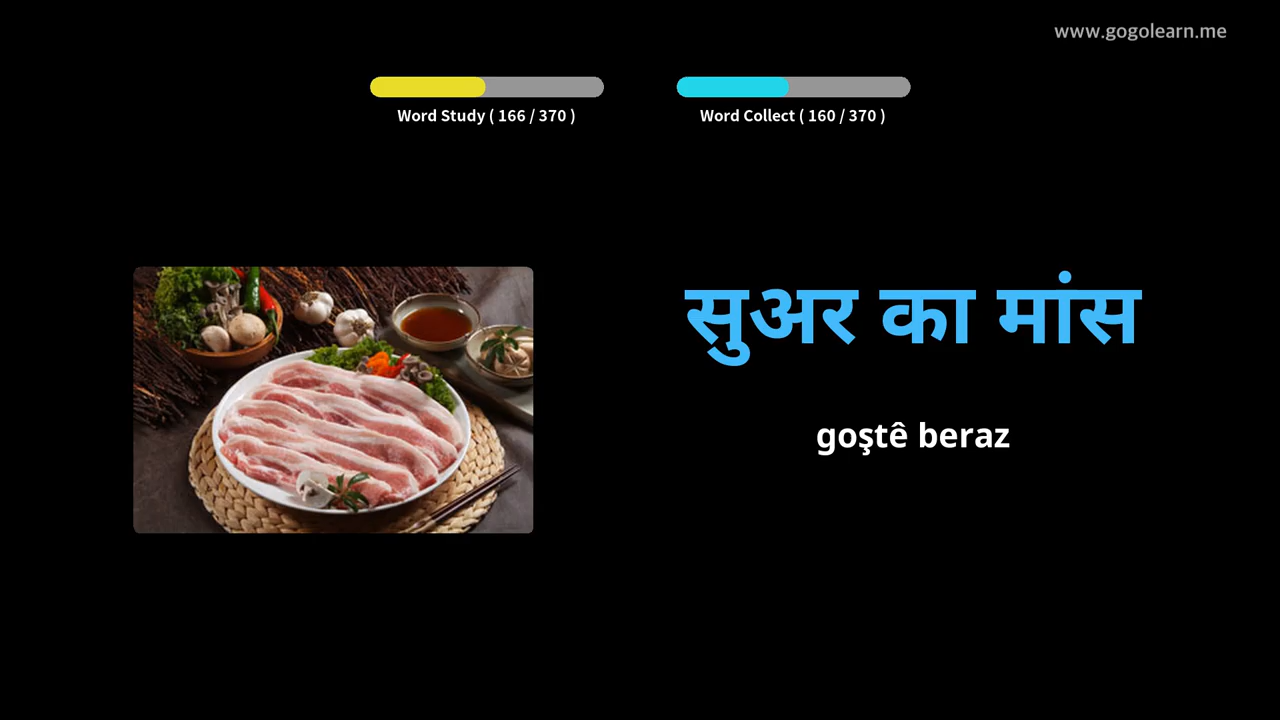 www.gogolearn.me
Word Study ( 166 / 370 )
Word Collect ( 160 / 370 )
सुअर का मांस
goştê beraz